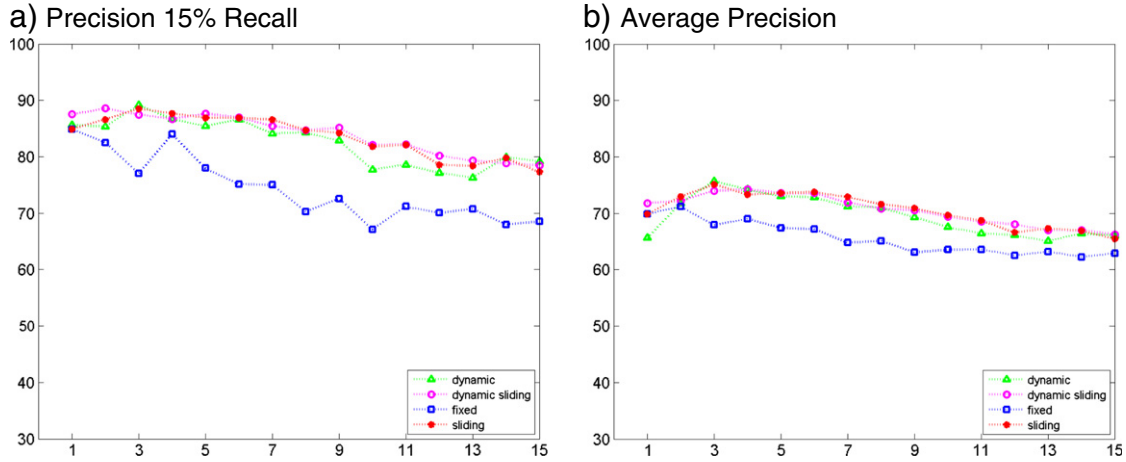 a) Precision 15% Recall
100
90
80
70
60
50
40
30
1 3 5 7 9 11 13 15
dynamic
dynamic sliding
fixed
sliding
b) Average Precision
100
90
80
70
60
50
40
30
1 3 5 7 9 11 13 15
dynamic
dynamic sliding
fixed
sliding